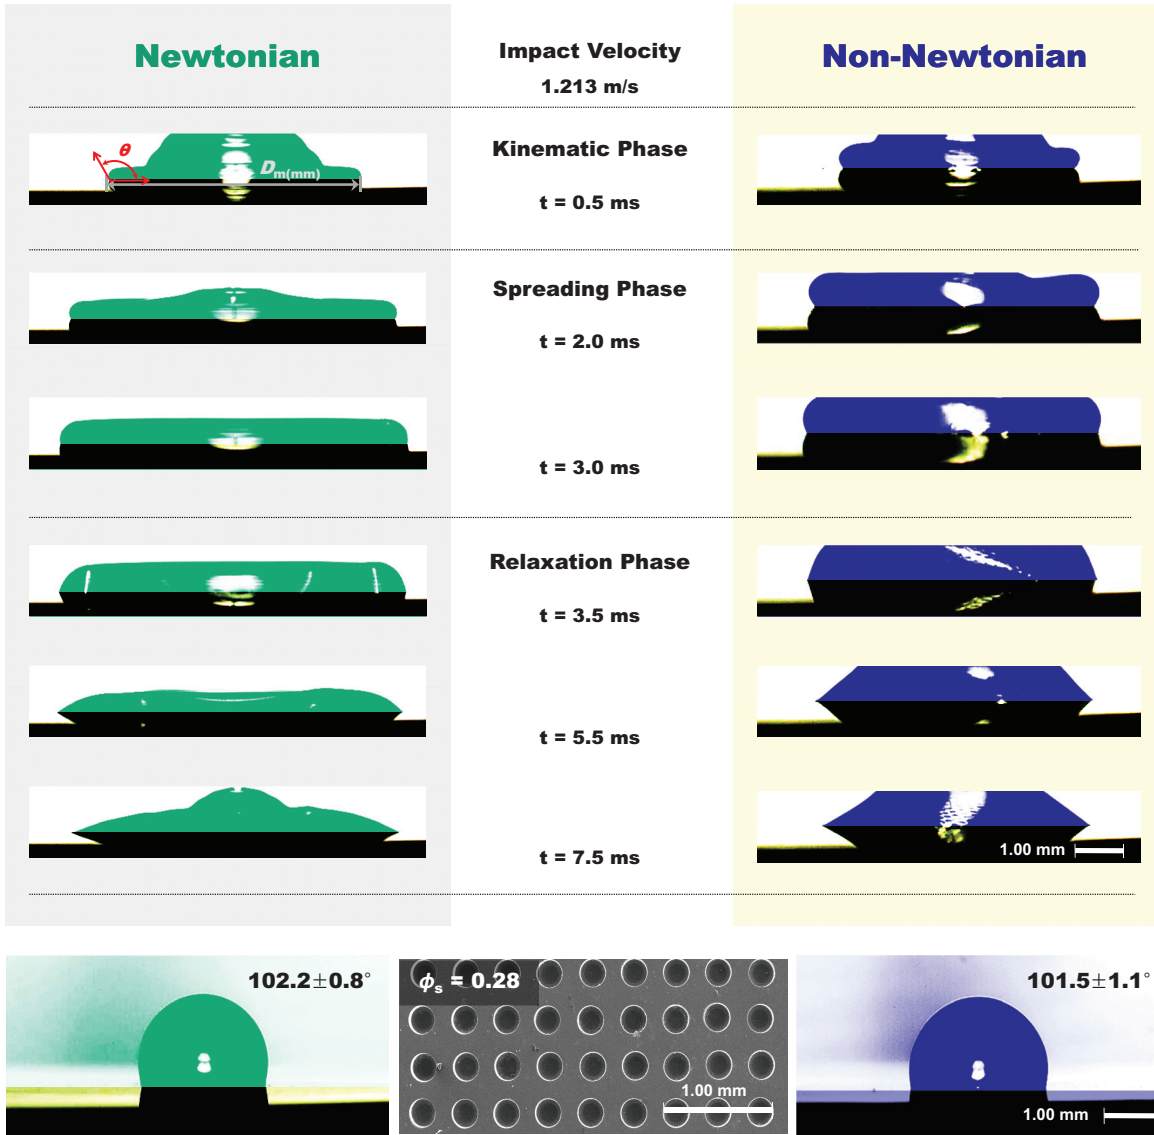 Newtonian
Impact Velocity
1.213 m/s
Non-Newtonian
θ
Dm(mm)
Kinematic Phase
t = 0.5 ms
Spreading Phase
t = 2.0 ms
t = 3.0 ms
Relaxation Phase
t = 3.5 ms
t = 5.5 ms
t = 7.5 ms
1.00 mm
102.2±0.8°
ϕs = 0.28
1.00 mm
101.5±1.1°
1.00 mm